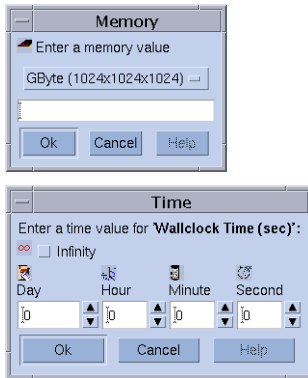 Memory
Enter a memory value
GByte (1024x1024x1024)
Ok Cancel Help
Time
Enter a time value for 'Wallclock Time (sec)':
Infinity
Day Hour Minute Second
0 0 0 0
Ok Cancel Help